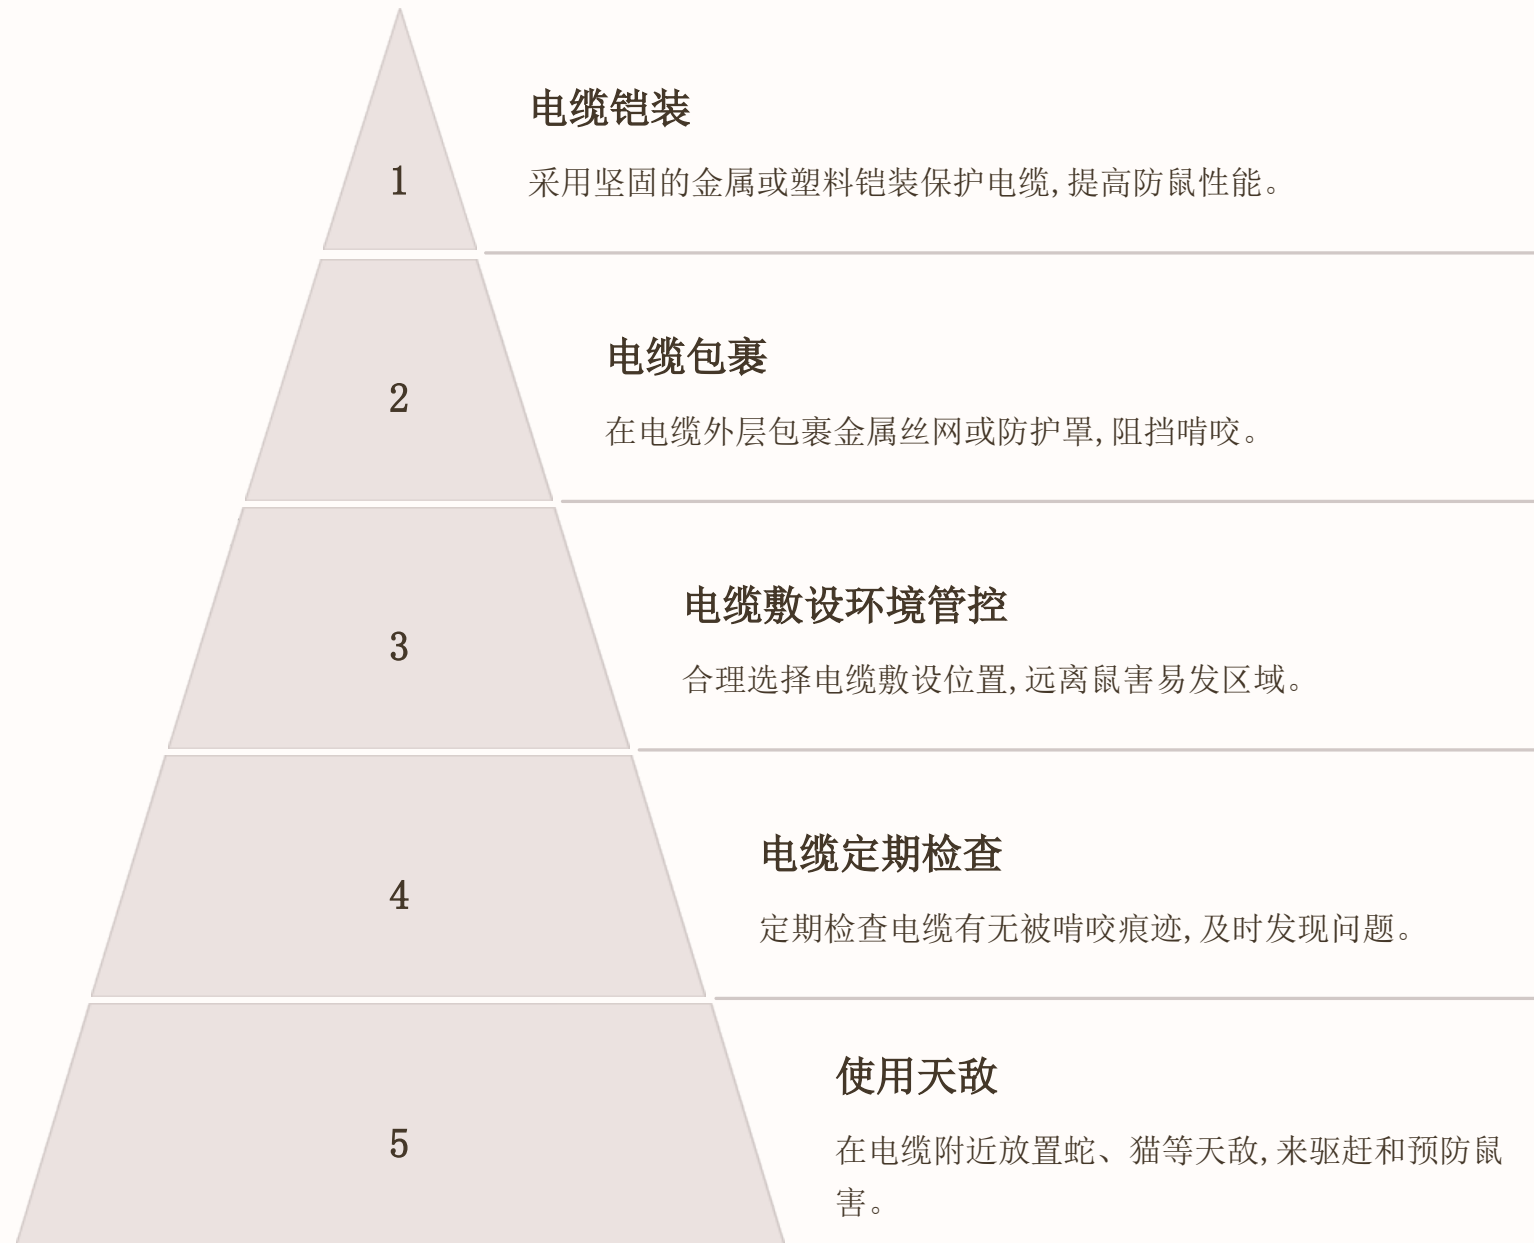 电缆铠装
1
采用坚固的金属或塑料铠装保护电缆,提高防鼠性能。
电缆包裹
2
在电缆外层包裹金属丝网或防护罩,阻挡啃咬。
电缆敷设环境管控
3
合理选择电缆敷设位置,远离鼠害易发区域。
电缆定期检查
4
定期检查电缆有无被啃咬痕迹,及时发现问题。
使用天敌
5
在电缆附近放置蛇、猫等天敌,来驱赶和预防鼠
害。